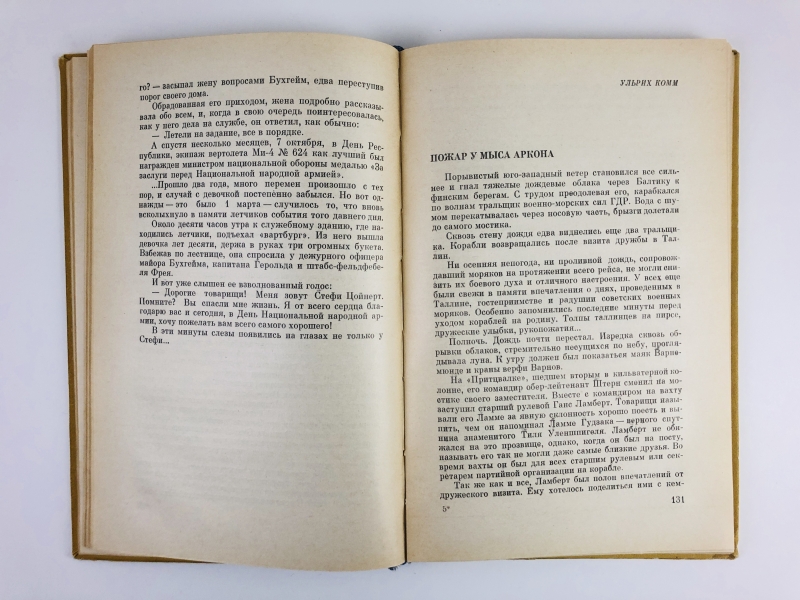 го? — засыпал жену вопросами Бухгейм, едва переступив
порог своего дома.
Обрадованная его приходом, жена подробно рассказы-
вала обо всем, и, когда в свою очередь поинтересовалась,
как у него дела на службе, он ответил, как обычно:
— Летели на задание, все в порядке.
А спустя несколько месяцев, 7 октября, в День Рес-
публики, экипаж вертолета Ми-4 № 624 как лучший был
награжден министром национальной обороны медалью «За
заслуги перед Национальной народной армией».
...Прошло два года, много перемен произошло с тех
пор, и случай с девочкой постепенно забылся. Но вот од-
нажды — это было 1 марта — случилось то, что вновь
всколыхнуло в памяти летчиков события того давнего дня.
Около десяти часов утра к служебному зданию, где на-
ходились летчики, подъехал «вартбург». Из него вышла
девочка лет десяти, держа в руках три огромных букета.
Взбежав по лестнице, она спросила у дежурного офицера
майора Бухгейма, капитана Герольда и штабс-фельдфебе-
ля Фрея.
И вот уже слышен ее взволнованный голос:
— Дорогие товарищи! Меня зовут Стефи Цойнерт.
Помните? Вы спасли мне жизнь. Я от всего сердца благо-
дарю вас и сегодня, в День Национальной народной ар-
мии, хочу пожелать вам всего самого хорошего!
В эти минуты слезы появились на глазах не только у
Стефи...
УЛЬРИХ КОММ
ПОЖАР У МЫСА АРКОНА
Порывистый юго-западный ветер становился все силь-
нее и гнал тяжелые дождевые облака через Балтику к
финским берегам. С трудом преодолевая его, карабкался
по волнам тральщик военно-морских сил ГДР. Вода с шу-
мом перекатывалась через носовую часть, брызги долетали
до самого мостика.
Сквозь стену дождя едва виднелись еще два тральщи-
ка. Корабли возвращались после визита дружбы в Тал-
лин.
Ни осенняя непогода, ни проливной дождь, сопровож-
давший моряков на протяжении всего рейса, не могли сни-
зить их боевого духа и отличного настроения. У всех еще
были свежи в памяти впечатления о днях, проведенных в
Таллине, гостеприимстве и радушии советских военных
моряков. Особенно запомнились последние минуты перед
уходом кораблей на родину. Толпы таллинцев на пирсе,
дружеские улыбки, рукопожатия...
Полночь. Дождь почти перестал. Изредка сквозь об-
рывки облаков, стремительно несущихся по небу, прогля-
дывала луна. К утру должен был показаться маяк Варне-
мюнде и краны верфи Варнов.
На «Притцвалке», шедшем вторым в кильватерной ко-
лонне, его командир обер-лейтенант Штерн сменил на мо-
стике своего заместителя. Вместе с командиром на вахту
заступил старший рулевой Ганс Ламберт. Товарищи назы-
вали его Ламме за явную склонность хорошо поесть и вы-
пить, чем он напоминал Ламме Гудзака — верного спут-
ника знаменитого Тиля Уленшпигеля. Ламберт не оби-
жался на это прозвище, однако, когда он был на посту,
называть его так не могли даже самые близкие друзья. Во
время вахты он был для всех старшим рулевым или сек-
ретарем партийной организации на корабле.
Так же как и все, Ламберт был полон впечатлений от
дружеского визита. Ему хотелось поделиться ими с кем-
5*
131